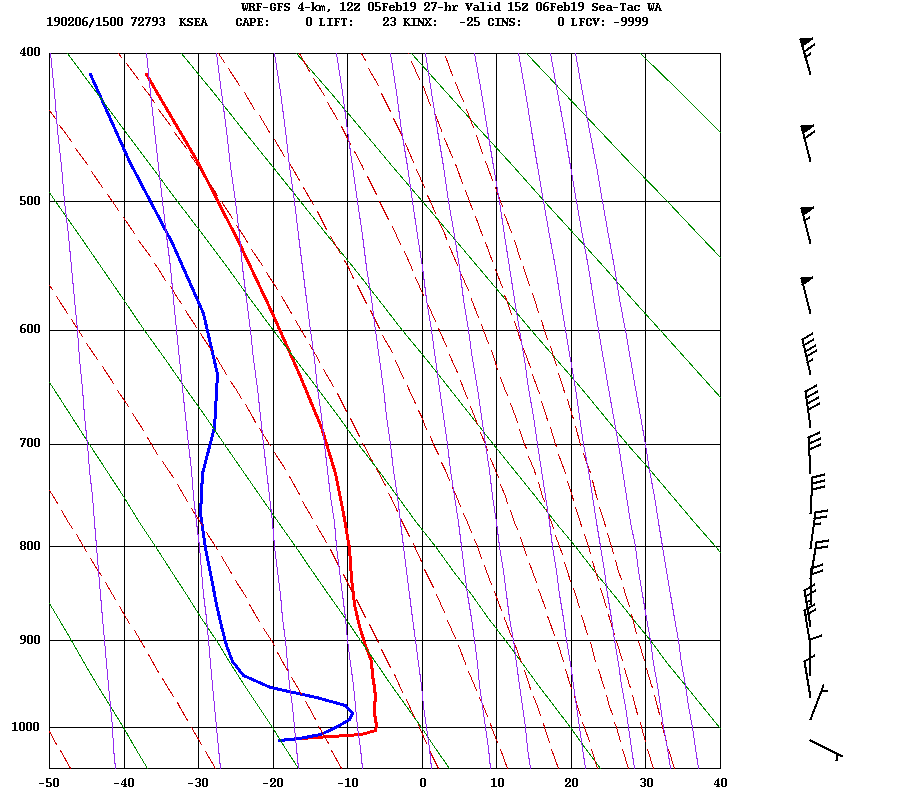 WRF-GFS 4-km, 12Z 05Feb19 27-hr Valid 15Z 06Feb19 Sea-Tac WA
190206/1500 72793 KSEA CAPE: 0 LIFT: 23 KINX: -25 CINS: 0 LFCV: -9999
400
500
600
700
800
900
1000
-50 -40 -30 -20 -10 0 10 20 30 40